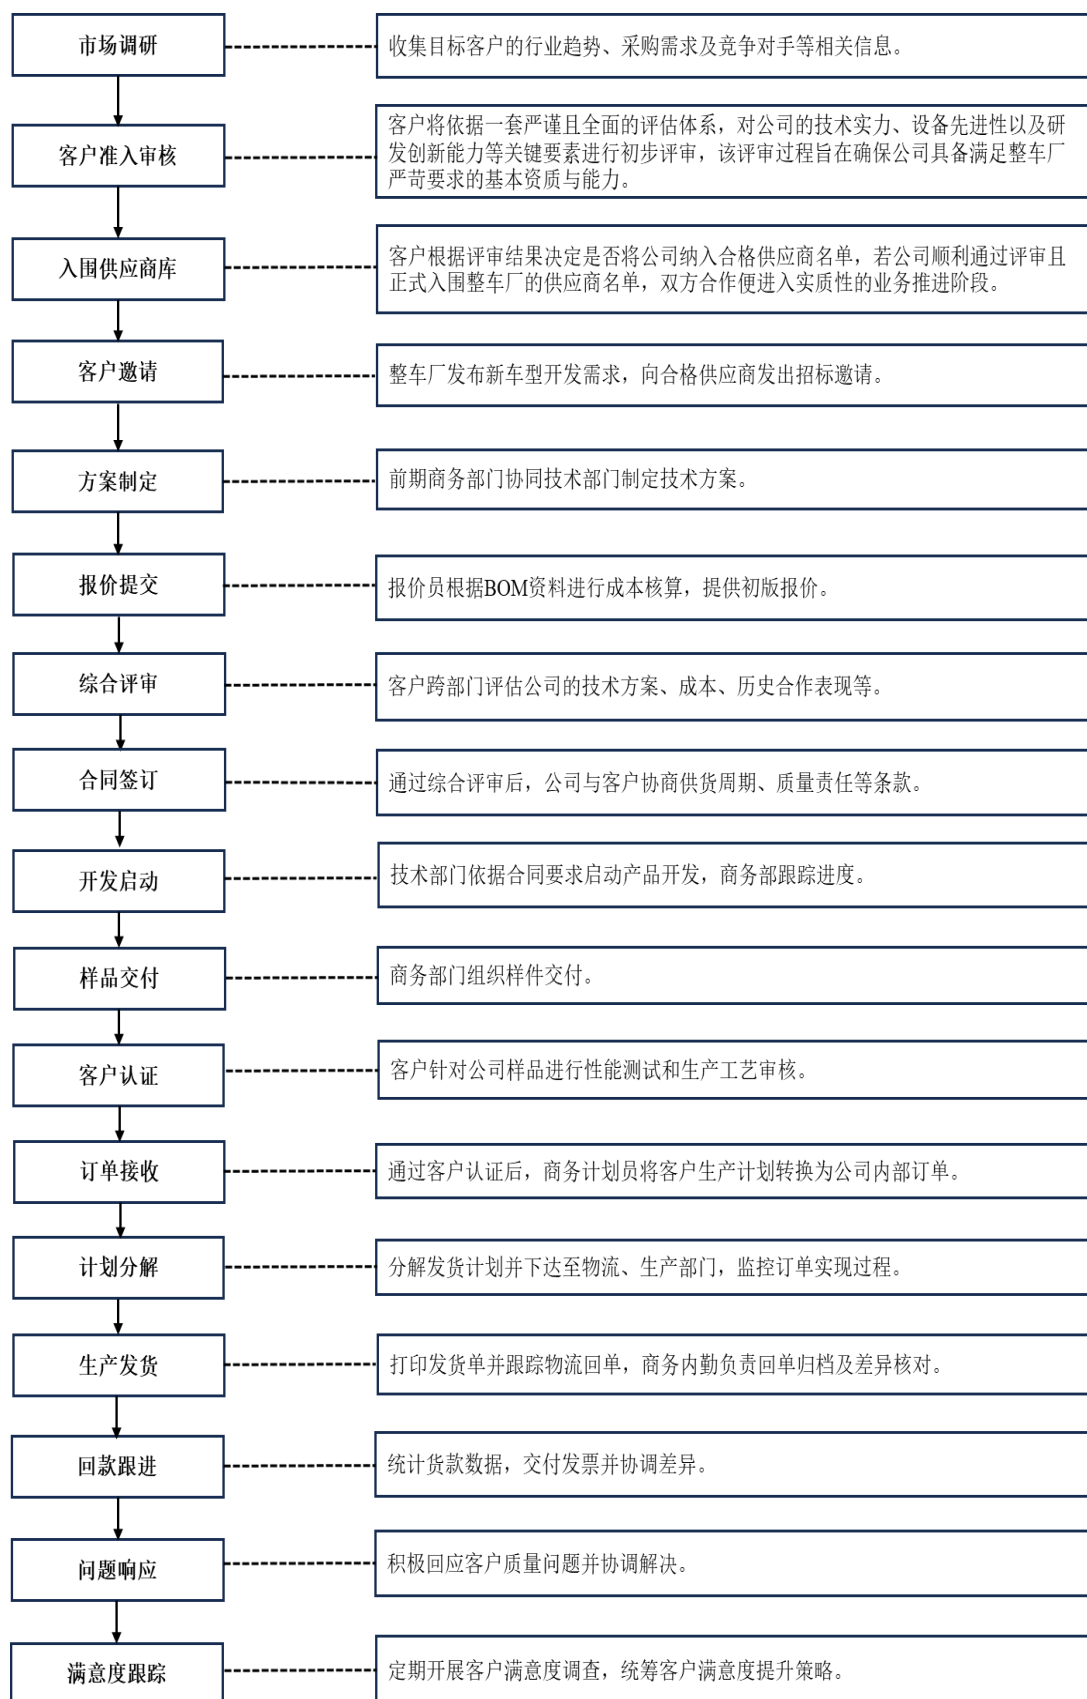 市场调研
收集目标客户的行业趋势、采购需求及竞争对手等相关信息。
客户准入审核
客户将依据一套严谨且全面的评估体系，对公司的技术实力、设备先进性以及研
发创新能力等关键要素进行初步评审，该评审过程旨在确保公司具备满足整车厂
严苛要求的基本资质与能力。
入围供应商库
客户根据评审结果决定是否将公司纳入合格供应商名单，若公司顺利通过评审且
正式入围整车厂的供应商名单，双方合作便进入实质性的业务推进阶段。
客户邀请
整车厂发布新车型开发需求，向合格供应商发出招标邀请。
方案制定
前期商务部门协同技术部门制定技术方案。
报价提交
报价员根据BOM资料进行成本核算，提供初版报价。
综合评审
客户跨部门评估公司的技术方案、成本、历史合作表现等。
合同签订
通过综合评审后，公司与客户协商供货周期、质量责任等条款。
开发启动
技术部门依据合同要求启动产品开发，商务部跟踪进度。
样品交付
商务部门组织样件交付。
客户认证
客户针对公司样品进行性能测试和生产工艺审核。
订单接收
通过客户认证后，商务计划员将客户生产计划转换为公司内部订单。
计划分解
分解发货计划并下达至物流、生产部门，监控订单实现过程。
生产发货
打印发货单并跟踪物流回单，商务内勤负责回单归档及差异核对。
回款跟进
统计货款数据，交付发票并协调差异。
问题响应
积极回应客户质量问题并协调解决。
满意度跟踪
定期开展客户满意度调查，统筹客户满意度提升策略。